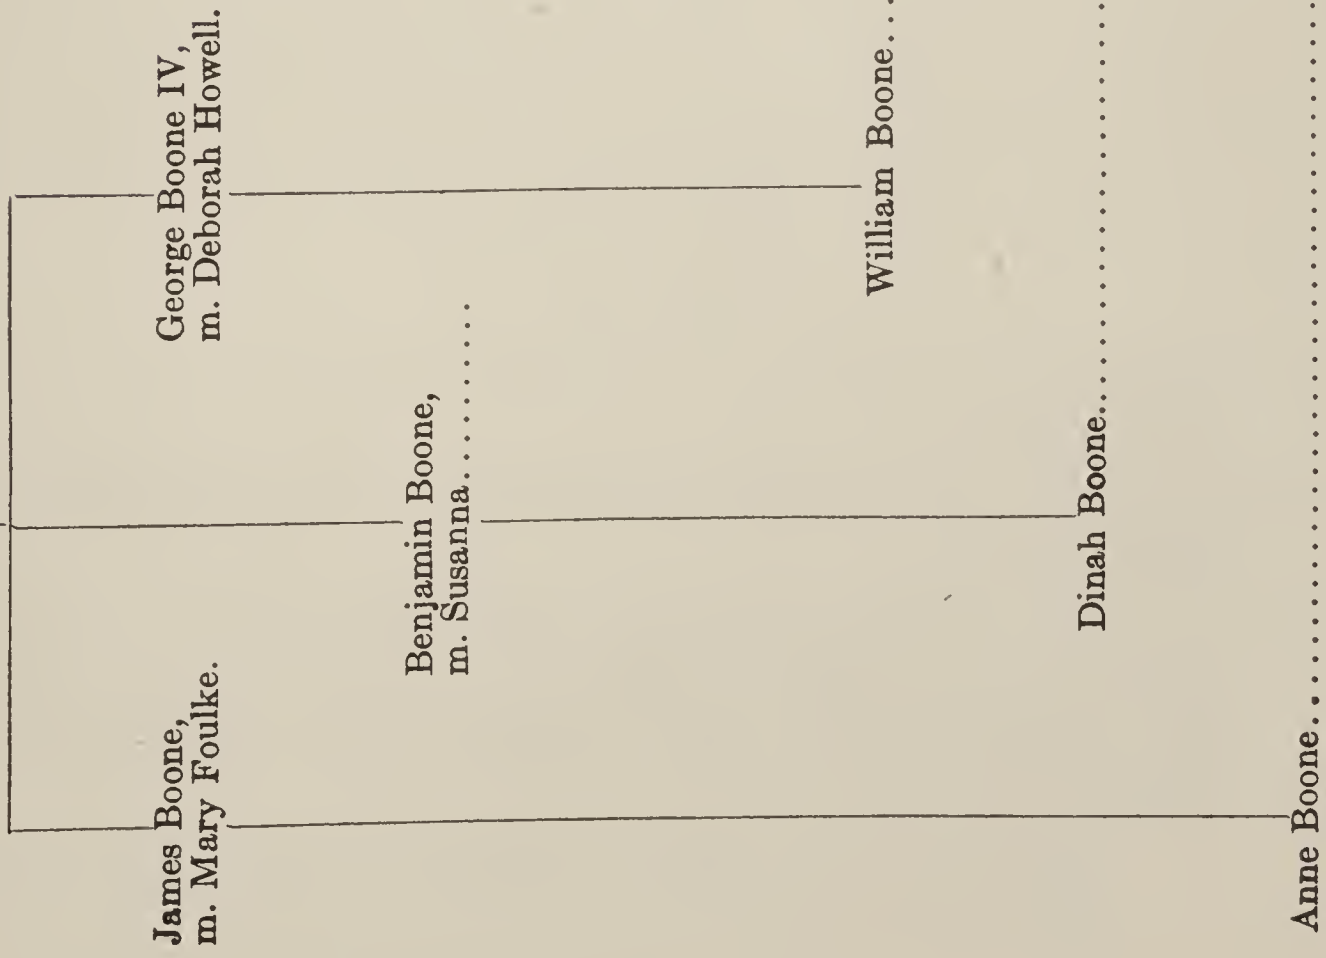 James Boone,
m. Mary Foulke.
Benjamin Boone,
m. Susanna..........
George Boone IV,
m. Deborah Howell.
William Boone...
Dinah Boone........................
Anne Boone........................................